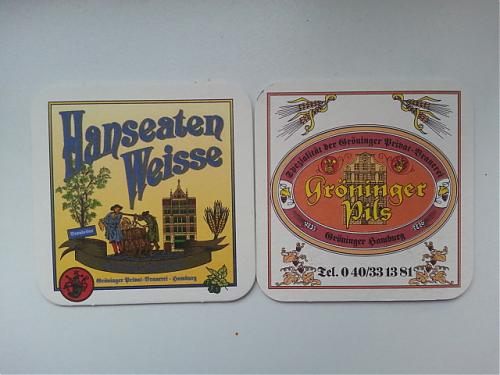 Hanseaten
Weisse
Gröninger Privat-Brauerei · Hamburg
Spezialität der Gröninger Privat-Brauerei
Gröninger
Pils
Gröninger Hamburg
Tel. 0 40/33 13 81